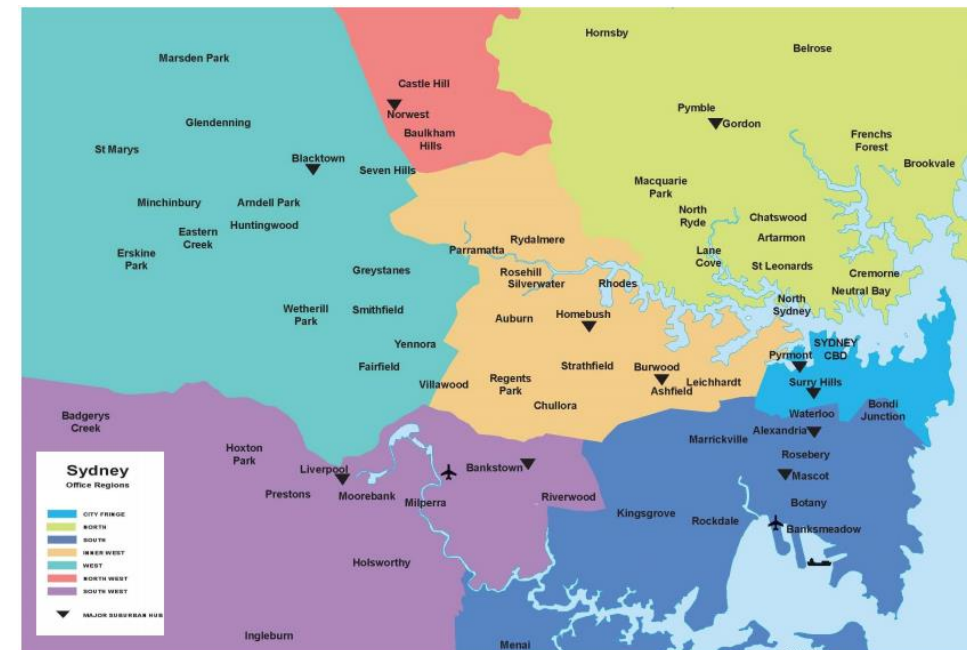 Hornsby
Belrose
Marsden Park
Castle Hill
Norwest
Pymble
Gordon
Glendenning
Baulkham
Hills
Frenchs
Forest
St Marys
Blacktown
Seven Hills
Brookvale
Macquarie
Park
Minchinbury
Arndell Park
North
Ryde
Chatswood
Huntingwood
Eastern
Creek
Rydalmere
Artarmon
Erskine
Park
Parramatta
Lane
Cove
Greystanes
Rosehill
Silverwater
Rhodes
St Leonards
Cremorne
Neutral Bay
North
Sydney
Wetherill
Park
Smithfield
Auburn
Homebush
Yennora
SYDNEY
CBD
Pyrmont
Fairfield
Strathfield
Burwood
Villawood
Regents
Park
Ashfield
Leichhardt
Surry Hills
Chullora
Bondi
Junction
Badgerys
Creek
Waterloo
Alexandria
Marrickville
Hoxton
Park
Rosebery
Liverpool
Bankstown
Mascot
Prestons
Moorebank
Milperra
Riverwood
Kingsgrove
Rockdale
Botany
Banksmeadow
Holsworthy
Ingleburn
Menai
Sydney
Office Regions
CITY FRINGE
NORTH
SOUTH
INNER WEST
WEST
NORTH WEST
SOUTH WEST
MAJOR SUBURBAN HUB